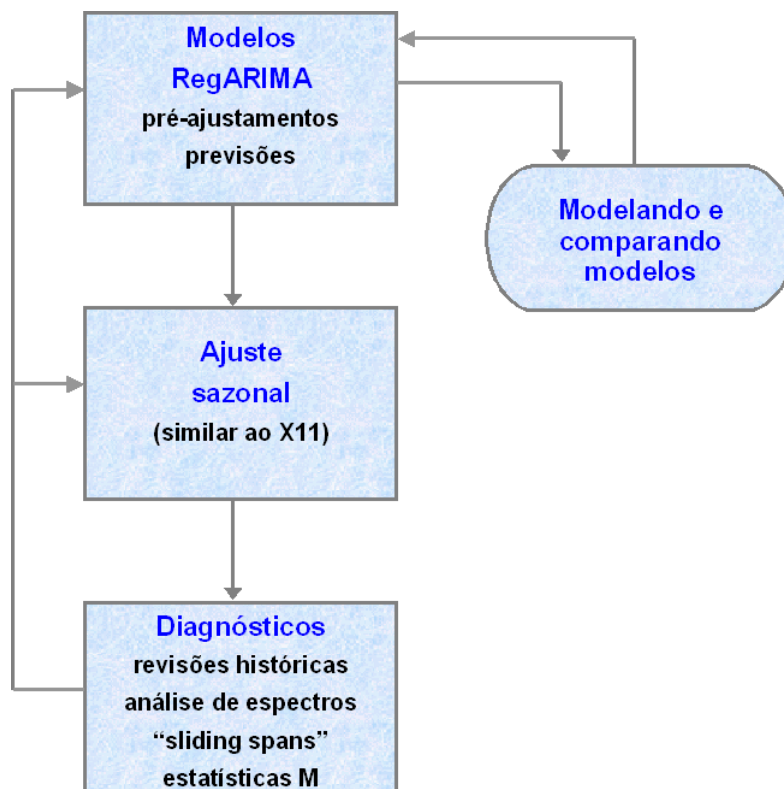 Modelos
RegARIMA
pré-ajustamentos
previsões
Modelando e
comparando
modelos
Ajuste
sazonal
(similar ao X11)
Diagnósticos
revisões históricas
análise de espectros
“sliding spans”
estatísticas M